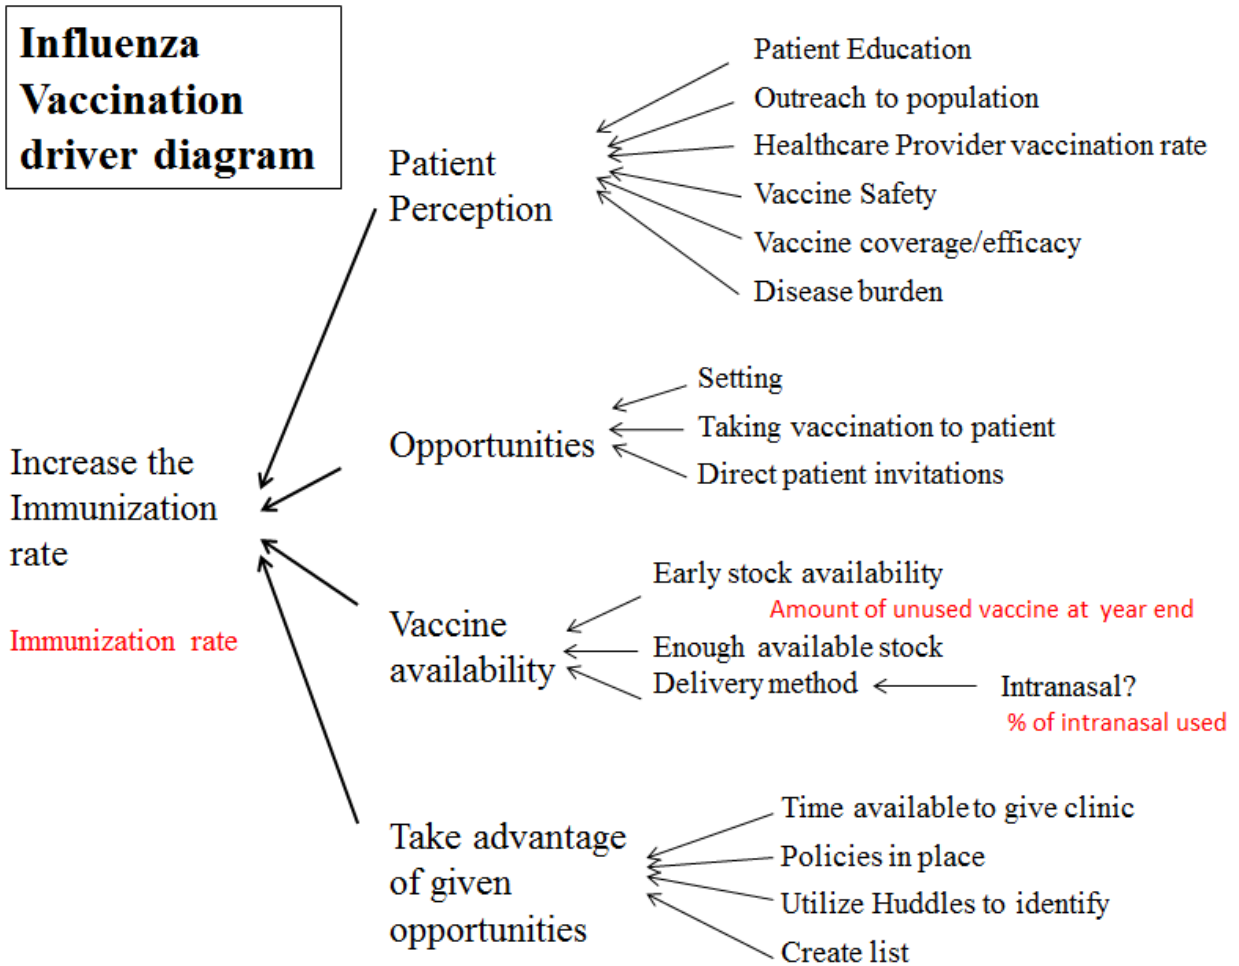 Influenza
Vaccination
driver diagram
Patient
Perception
Patient Education
Outreach to population
Healthcare Provider vaccination rate
Vaccine Safety
Vaccine coverage/efficacy
Disease burden
Increase the
Immunization
rate
Immunization rate
Opportunities
Setting
Taking vaccination to patient
Direct patient invitations
Vaccine
availability
Early stock availability
Amount of unused vaccine at year end
Enough available stock
Delivery method
Intranasal?
% of intranasal used
Take advantage
of given
opportunities
Time available to give clinic
Policies in place
Utilize Huddles to identify
Create list